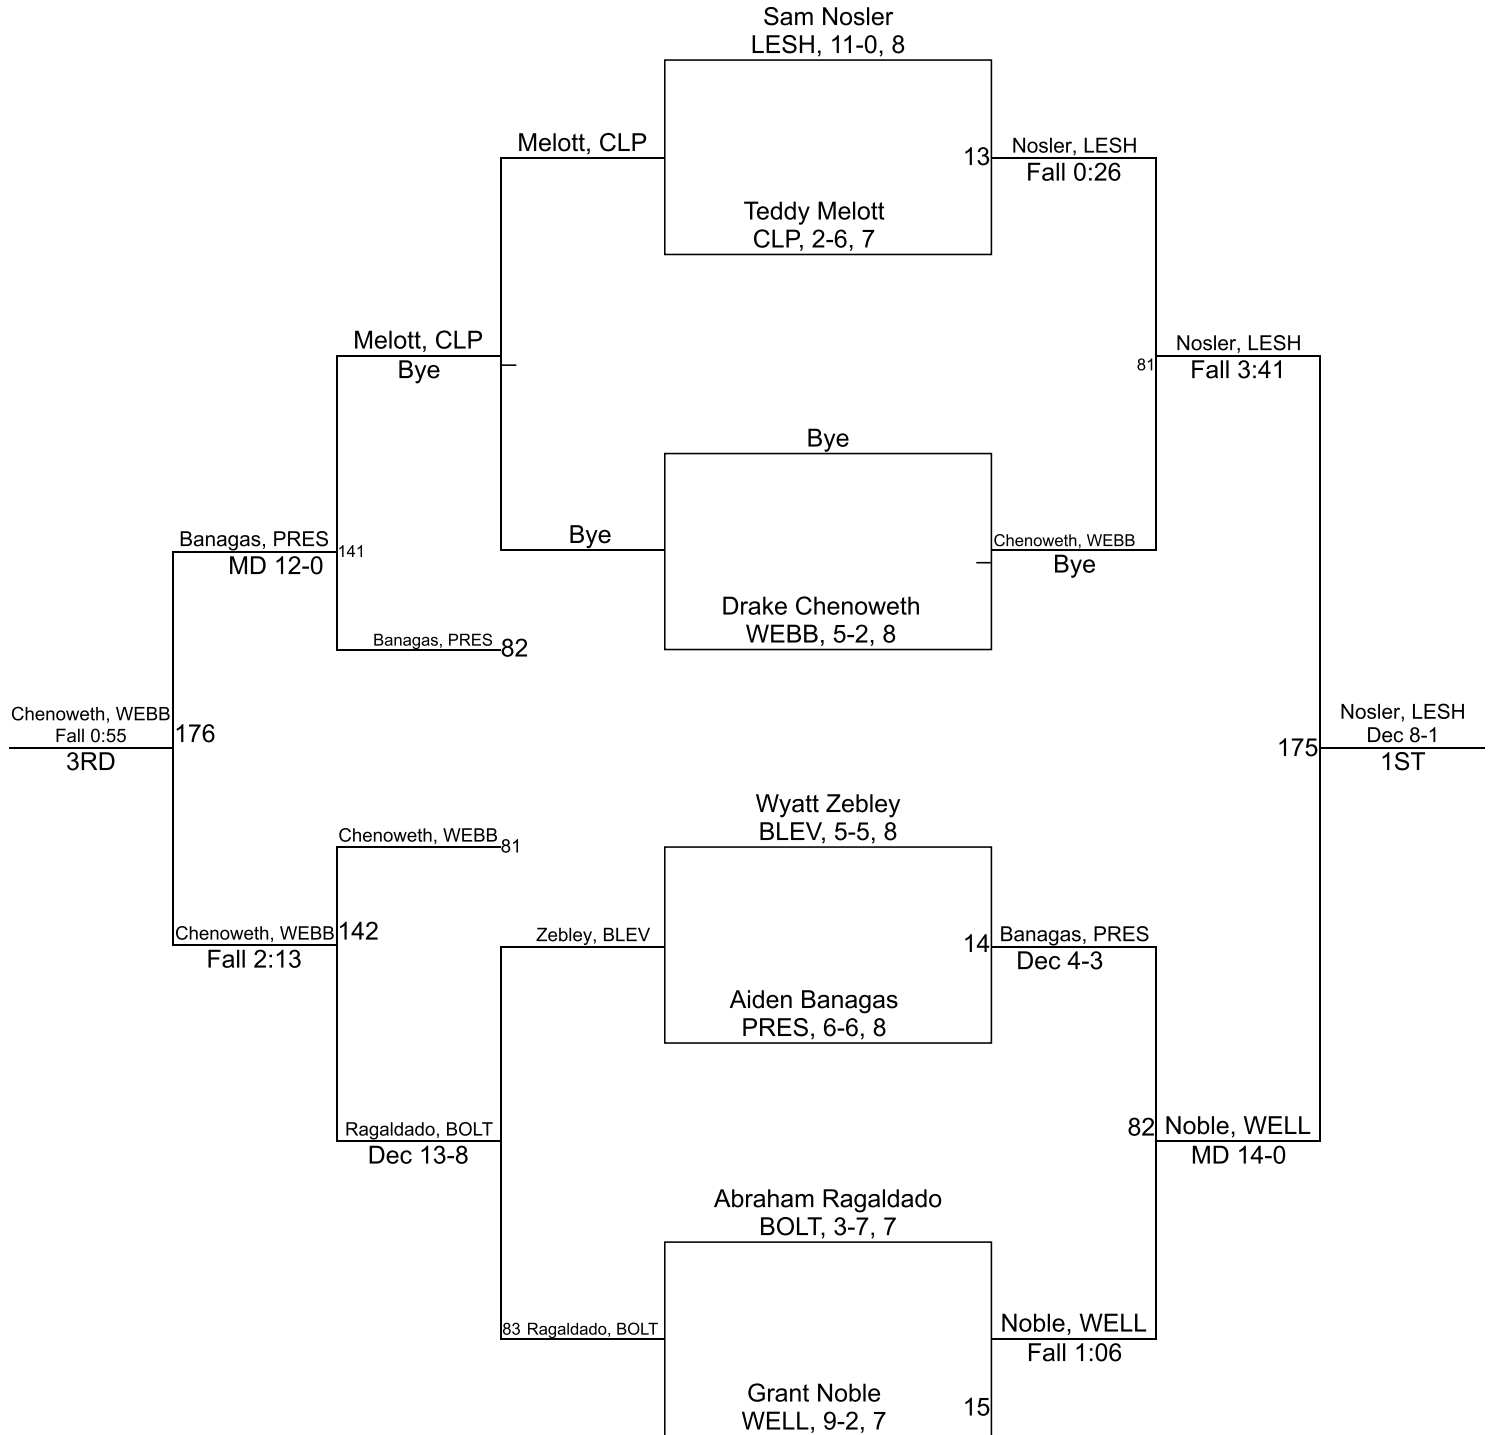 Sam Nosler
LESH, 11-0, 8
Melott, CLP
13
Nosler, LESH
Fall 0:26
Teddy Melott
CLP, 2-6, 7
Melott, CLP
Bye
81
Nosler, LESH
Fall 3:41
Bye
Bye
Banagas, PRES
MD 12-0
141
Chenoweth, WEBB
Bye
Drake Chenoweth
WEBB, 5-2, 8
Banagas, PRES
82
Chenoweth, WEBB
Fall 0:55
3RD
176
175
Nosler, LESH
Dec 8-1
1ST
Wyatt Zebley
BLEV, 5-5, 8
Chenoweth, WEBB
81
Chenoweth, WEBB
Fall 2:13
142
Zebley, BLEV
14
Banagas, PRES
Dec 4-3
Aiden Banagas
PRES, 6-6, 8
Ragaldado, BOLT
Dec 13-8
82
Noble, WELL
MD 14-0
Abraham Ragaldado
BOLT, 3-7, 7
83 Ragaldado, BOLT
Noble, WELL
Fall 1:06
Grant Noble
WELL, 9-2, 7
15